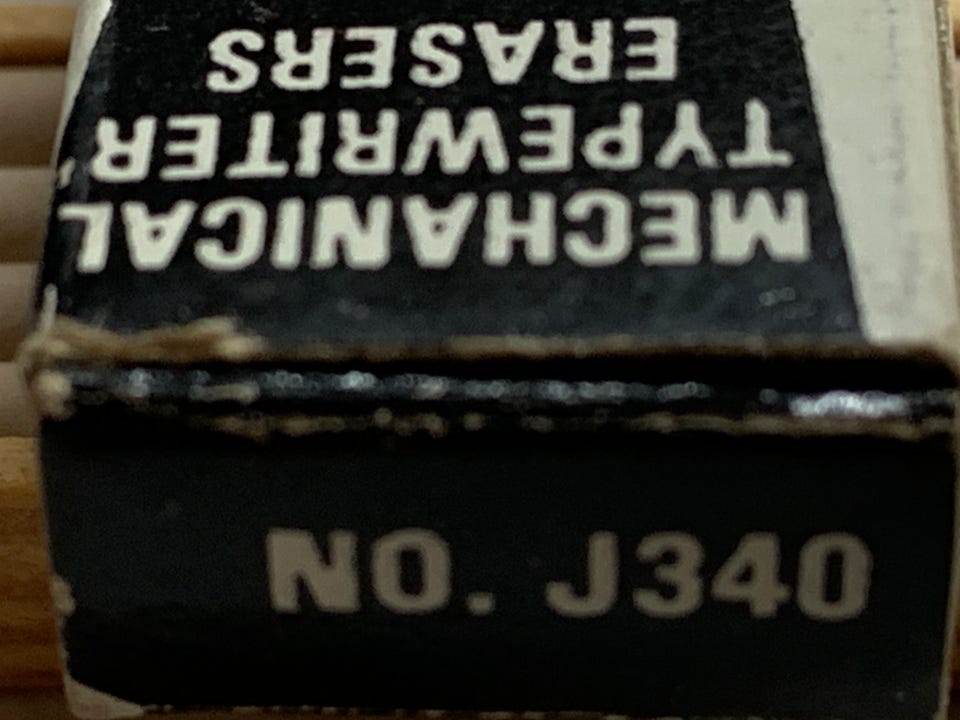 MECHANICAL
TYPEWRITER
ERASERS
NO. J340